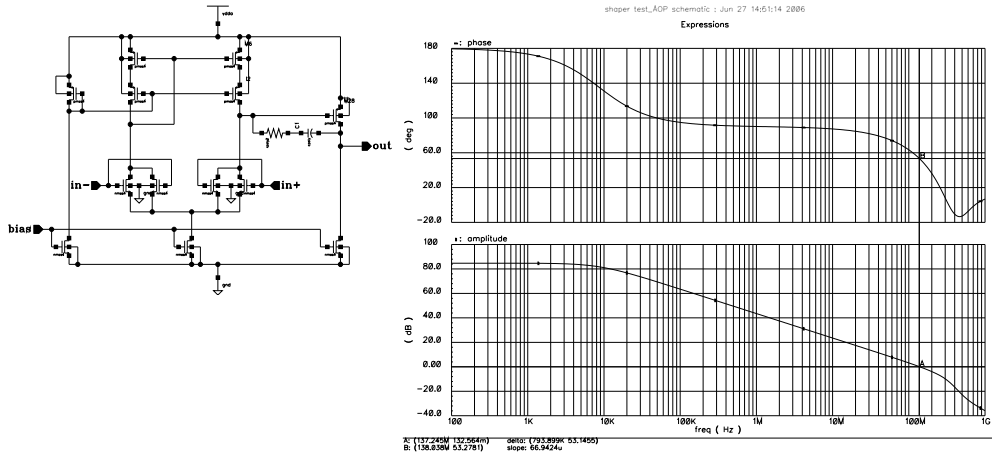 shaper test_AOP schematic : Jun 27 14:51:14 2006
Expressions
phase
180
140
100
60.0
20.0
-20.0
( deg )
B
amplitude
100
80.0
60.0
40.0
20.0
0.00
-20.0
-40.0
( dB )
A
100 1K 10K 100K 1M 10M 100M 1G
freq ( Hz )
A: (137.245M 132.564m) delta: (793.899K 53.1455)
B: (138.038M 53.2781) slope: 66.9424u
M6
M28
C1
out
in-
in+
bias
gnd